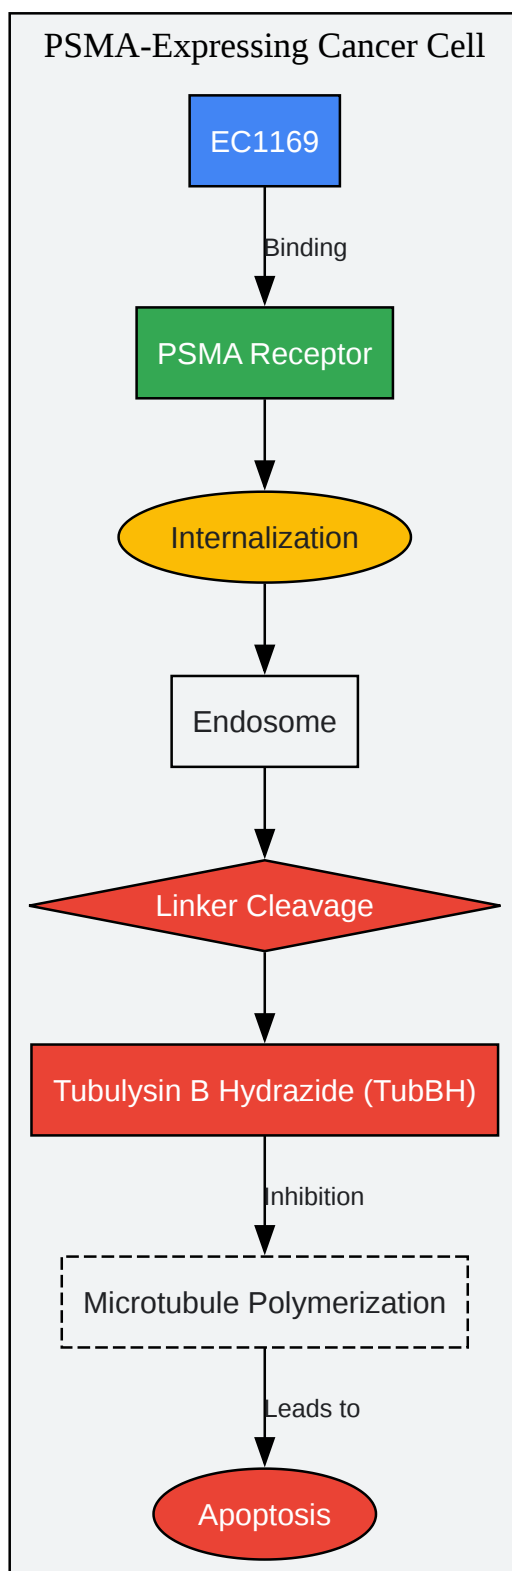 PSMA-Expressing Cancer Cell
EC1169
Binding
PSMA Receptor
Internalization
Endosome
Linker Cleavage
Tubulysin B Hydrazide (TubBH)
Inhibition
Microtubule Polymerization
Leads to
Apoptosis